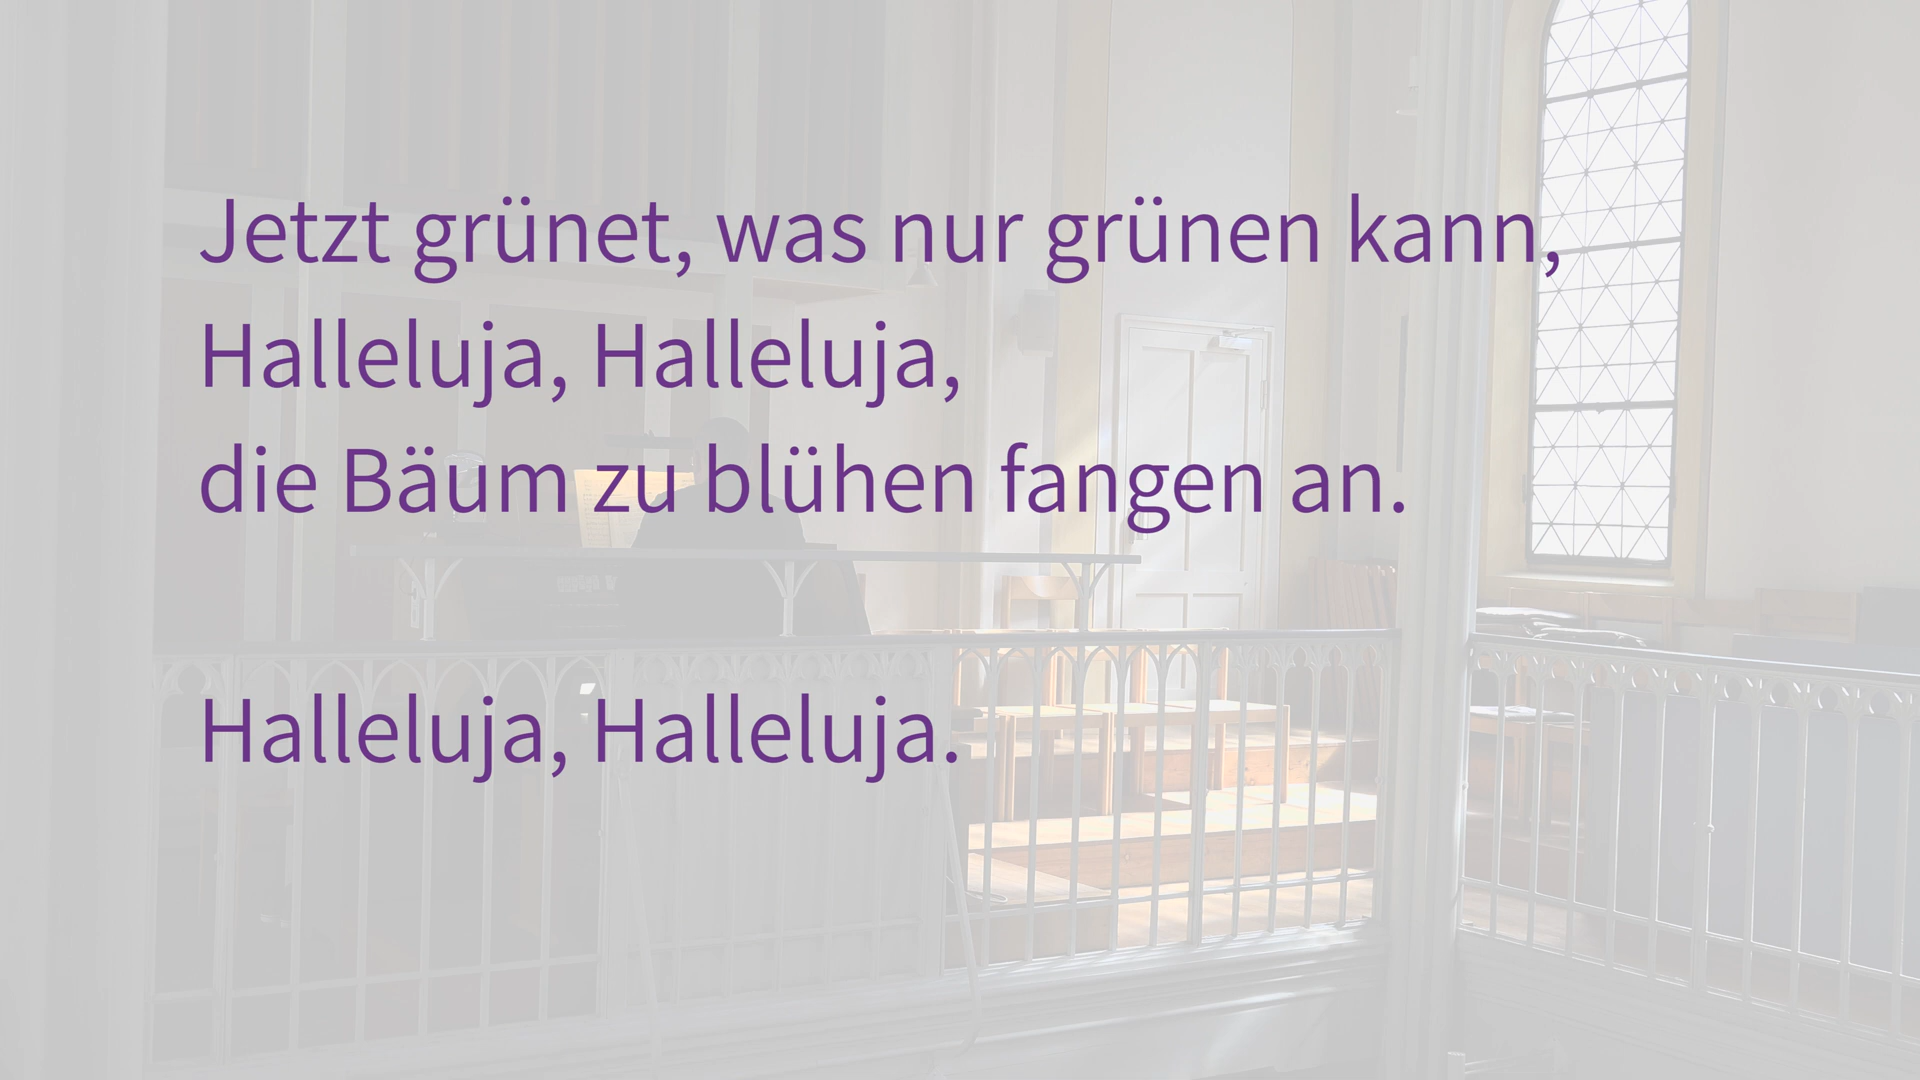 Jetzt grünet, was nur grünen kann,
Halleluja, Halleluja,
die Bäum zu blühen fangen an.
Halleluja, Halleluja.